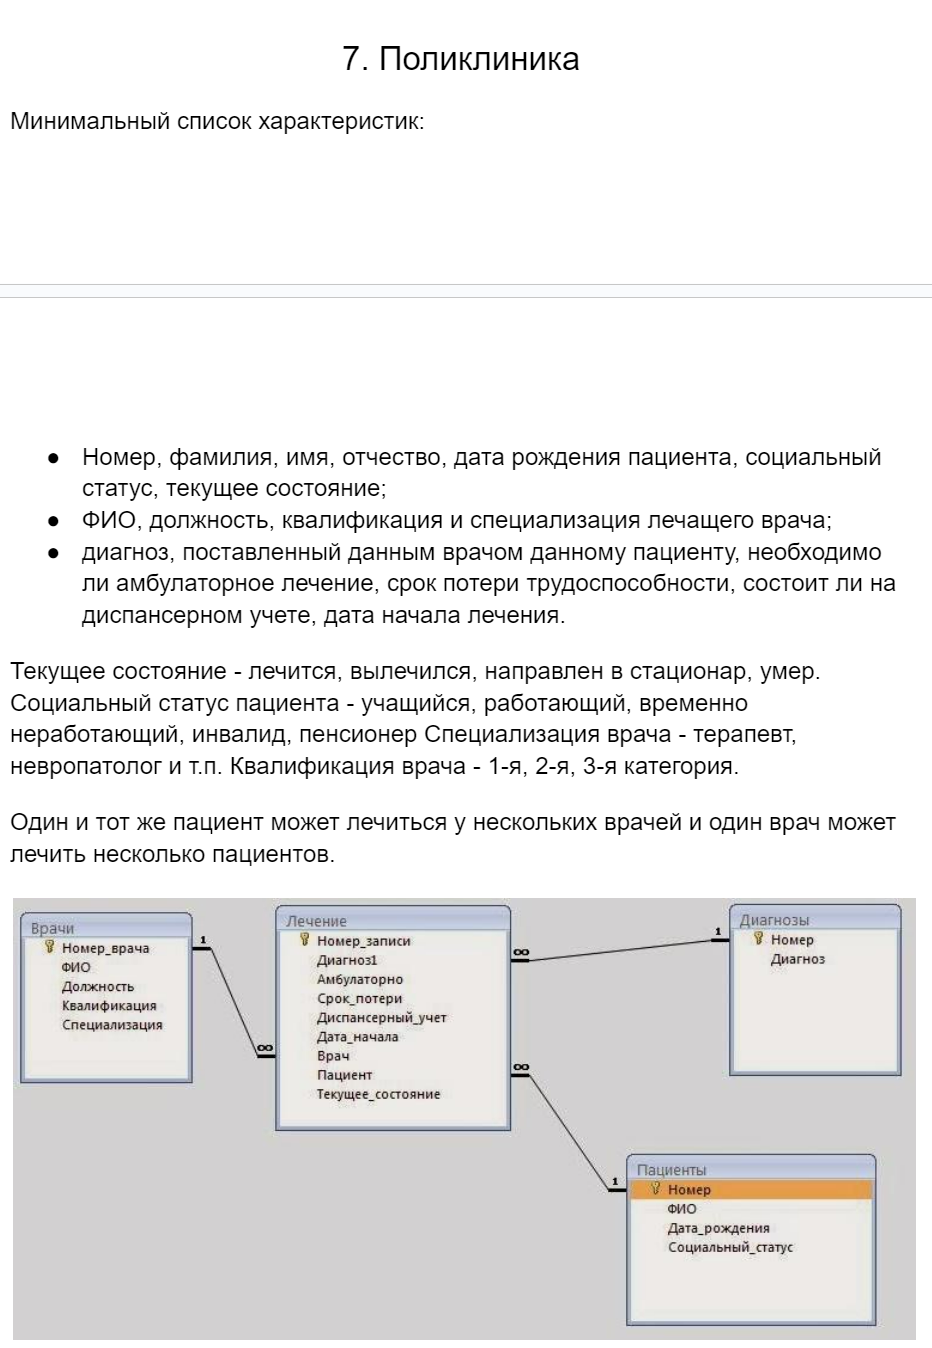 7. Поликлиника
Минимальный список характеристик:
● Номер, фамилия, имя, отчество, дата рождения пациента, социальный
статус, текущее состояние;
● ФИО, должность, квалификация и специализация лечащего врача;
● диагноз, поставленный данным врачом данному пациенту, необходимо
ли амбулаторное лечение, срок потери трудоспособности, состоит ли на
диспансерном учете, дата начала лечения.
Текущее состояние - лечится, вылечился, направлен в стационар, умер.
Социальный статус пациента - учащийся, работающий, временно
неработающий, инвалид, пенсионер Специализация врача - терапевт,
невропатолог и т.п. Квалификация врача - 1-я, 2-я, 3-я категория.
Один и тот же пациент может лечиться у нескольких врачей и один врач может
лечить несколько пациентов.
Врачи
Номер_врача
ФИО
Должность
Квалификация
Специализация
1
∞
Лечение
Номер_записи
Диагноз1
Амбулаторно
Срок_потери
Диспансерный_учет
Дата_начала
Врач
Пациент
Текущее_состояние
∞
1
∞
1
Диагнозы
Номер
Диагноз
Пациенты
Номер
ФИО
Дата_рождения
Социальный_статус